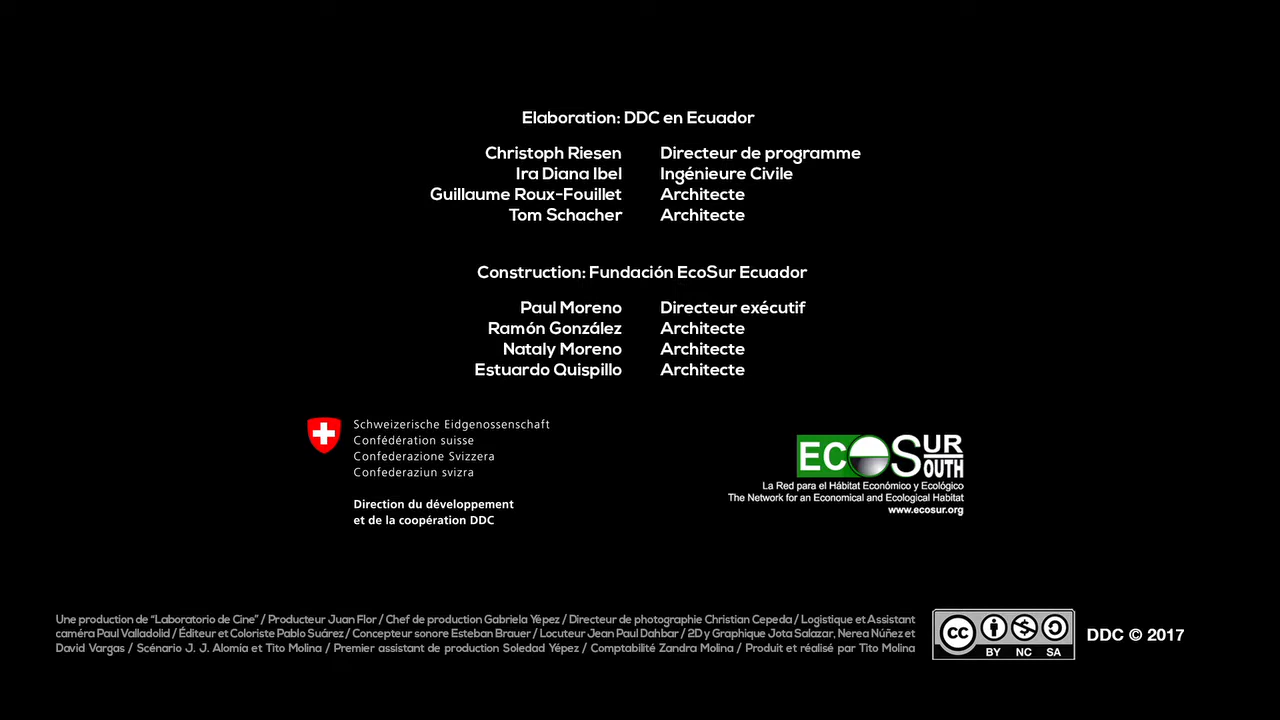 Elaboration: DDC en Ecuador
Christoph Riesen Directeur de programme
Ira Diana Ibel Ingénieure Civile
Guillaume Roux-Fouillet Architecte
Tom Schacher Architecte
Construction: Fundación EcoSur Ecuador
Paul Moreno Directeur exécutif
Ramón González Architecte
Nataly Moreno Architecte
Estuardo Quispillo Architecte
Schweizerische Eidgenossenschaft
Confédération suisse
Confederazione Svizzera
Confederaziun svizra
Direction du développement
et de la coopération DDC
ECOSUR
SOUTH
La Red para el Hábitat Económico y Ecológico
The Network for an Economical and Ecological Habitat
www.ecosur.org
Une production de “Laboratorio de Cine” / Producteur Juan Flor / Chef de production Gabriela Yépez / Directeur de photographie Christian Cepeda / Logistique et Assistant
caméra Paul Valladolid / Éditeur et Coloriste Pablo Suárez / Concepteur sonore Esteban Brauer / Locuteur Jean Paul Dahbar / 2D y Graphique Jota Salazar, Nerea Núñez et
David Vargas / Scénario J. J. Alomía et Tito Molina / Premier assistant de production Soledad Yépez / Comptabilité Zandra Molina / Produit et réalisé par Tito Molina
cc
BY NC SA
DDC © 2017